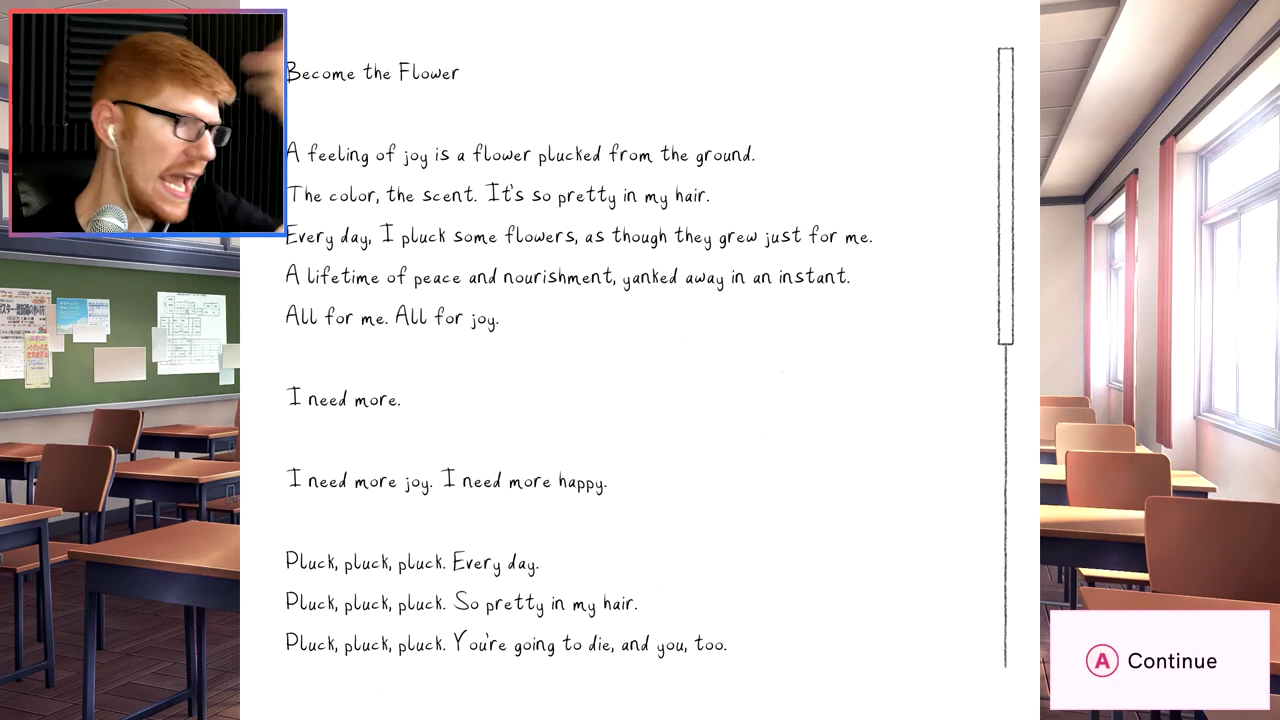 Become the Flower
A feeling of joy is a flower plucked from the ground.
The color, the scent. It's so pretty in my hair.
Every day, I pluck some flowers, as though they grew just for me.
A lifetime of peace and nourishment, yanked away in an instant.
All for me. All for joy.
I need more.
I need more joy. I need more happy.
Pluck, pluck, pluck. Every day.
Pluck, pluck, pluck. So pretty in my hair.
Pluck, pluck, pluck. You're going to die, and you, too.
A Continue